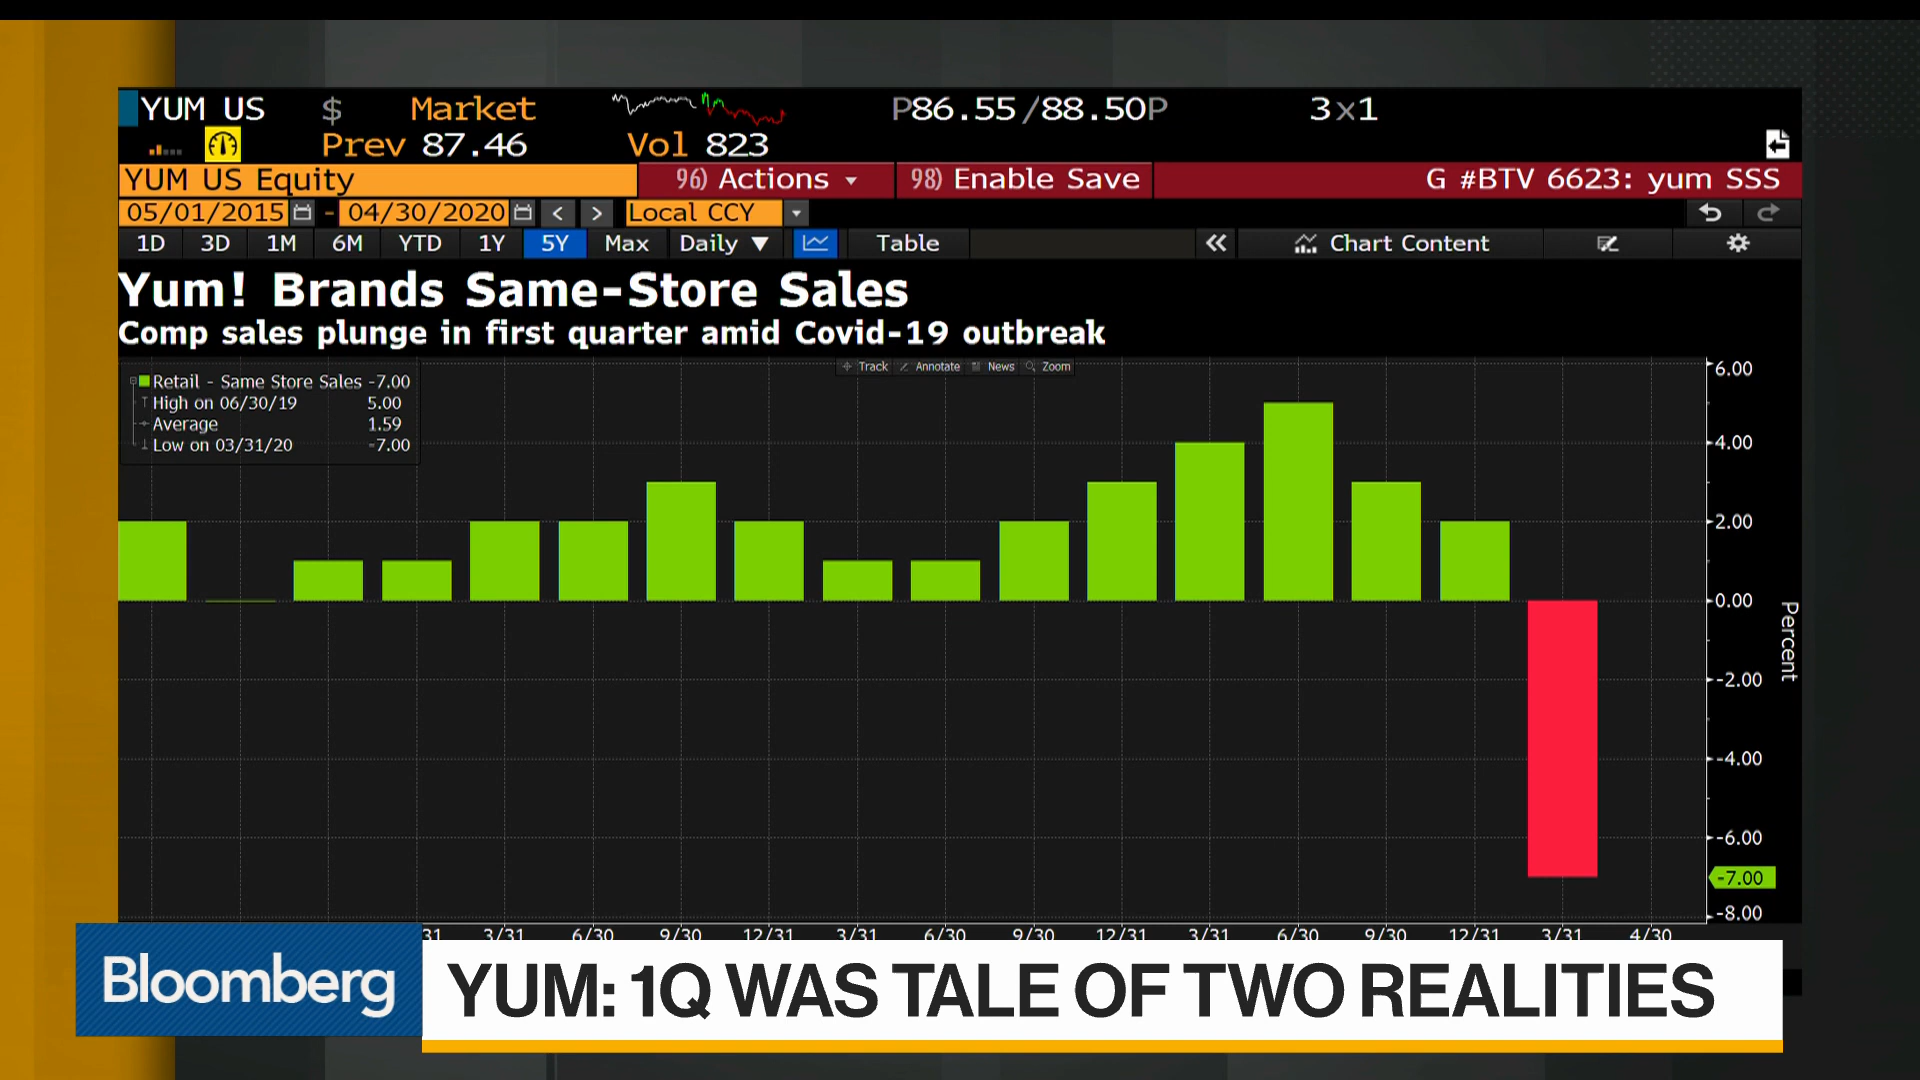 YUM US $ Market P86.55/88.50P 3x1
Prev 87.46 Vol 823
YUM US Equity 96) Actions 98) Enable Save G #BTV 6623: yum SSS
05/01/2015 - 04/30/2020 < > Local CCY
1D 3D 1M 6M YTD 1Y 5Y Max Daily ▼ Table « Chart Content
Yum! Brands Same-Store Sales
Comp sales plunge in first quarter amid Covid-19 outbreak
Track Annotate News Zoom
Retail - Same Store Sales -7.00
High on 06/30/19 5.00
Average 1.59
Low on 03/31/20 -7.00
6.00
4.00
2.00
0.00
-2.00
-4.00
-6.00
-7.00
-8.00
Percent
31 3/31 6/30 9/30 12/31 3/31 6/30 9/30 12/31 3/31 6/30 9/30 12/31 3/31 4/30
Bloomberg
YUM: 1Q WAS TALE OF TWO REALITIES